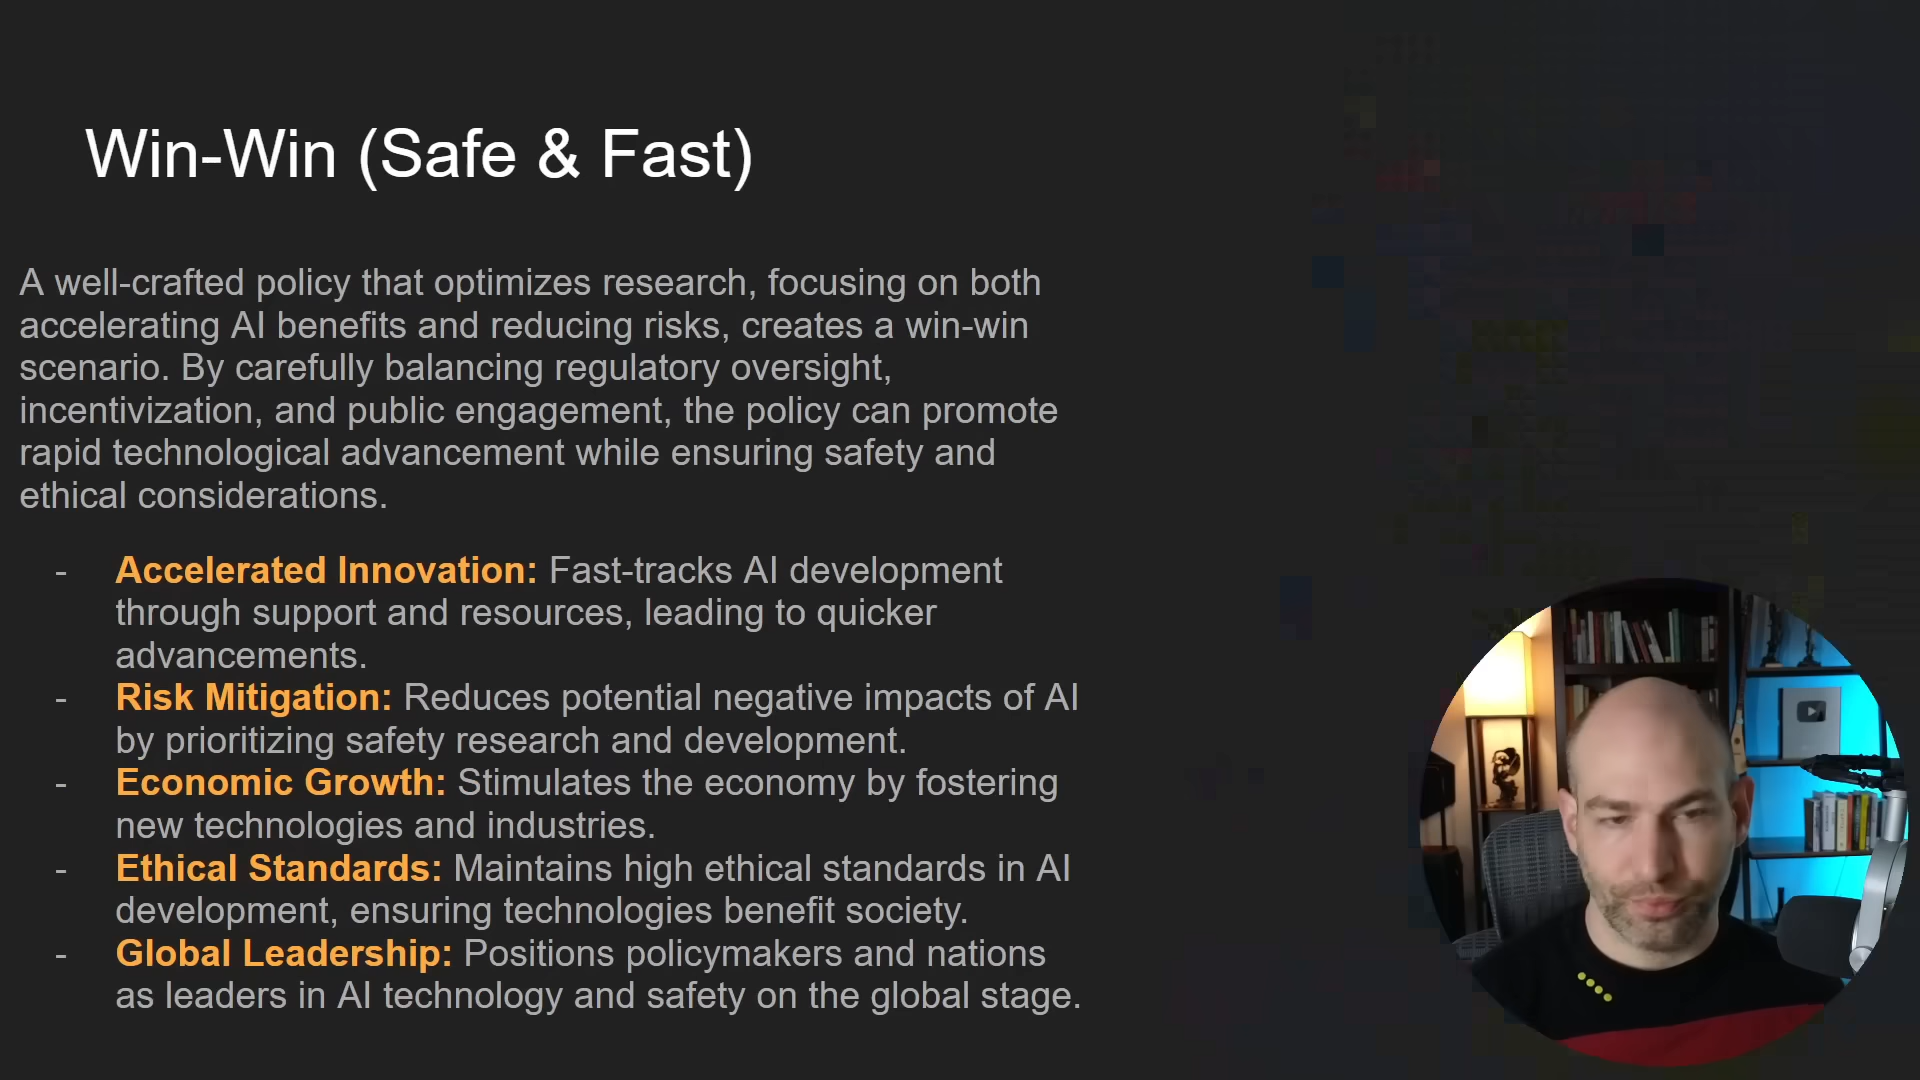 Win-Win (Safe & Fast)
A well-crafted policy that optimizes research, focusing on both
accelerating AI benefits and reducing risks, creates a win-win
scenario. By carefully balancing regulatory oversight,
incentivization, and public engagement, the policy can promote
rapid technological advancement while ensuring safety and
ethical considerations.
- Accelerated Innovation: Fast-tracks AI development
through support and resources, leading to quicker
advancements.
- Risk Mitigation: Reduces potential negative impacts of AI
by prioritizing safety research and development.
- Economic Growth: Stimulates the economy by fostering
new technologies and industries.
- Ethical Standards: Maintains high ethical standards in AI
development, ensuring technologies benefit society.
- Global Leadership: Positions policymakers and nations
as leaders in AI technology and safety on the global stage.